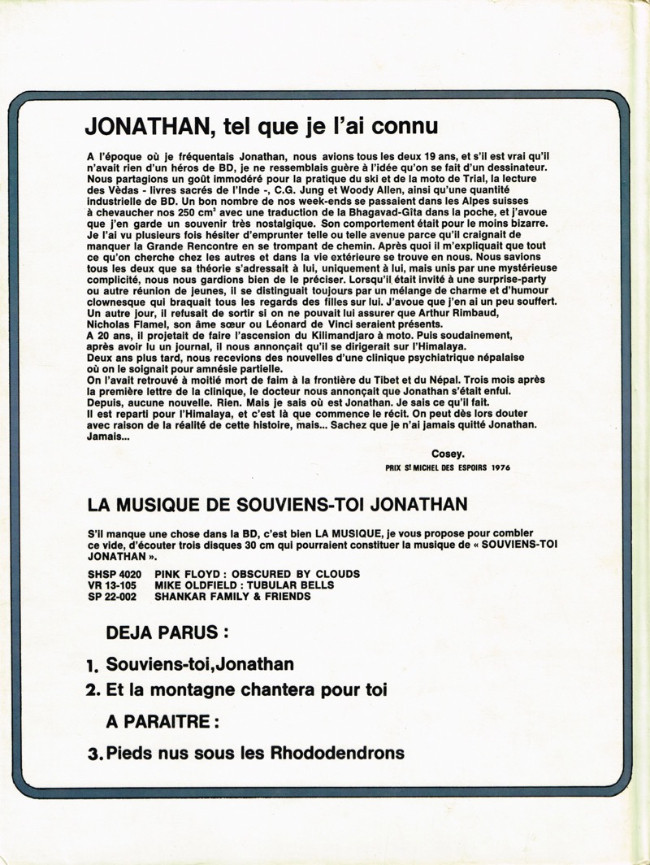 JONATHAN, tel que je l'ai connu
A l'époque où je fréquentais Jonathan, nous avions tous les deux 19 ans, et s'il est vrai qu'il
n'avait rien d'un héros de BD, je ne ressemblais guère à l'idée qu'on se fait d'un dessinateur.
Nous partagions un goût immodéré pour la pratique du ski et de la moto de Trial, la lecture
des Vèdas - livres sacrés de l'Inde -, C.G. Jung et Woody Allen, ainsi qu'une quantité
industrielle de BD. Un bon nombre de nos week-ends se passaient dans les Alpes suisses
à chevaucher nos 250 cm³ avec une traduction de la Bhagavad-Gita dans la poche, et j'avoue
que j'en garde un souvenir très nostalgique. Son comportement était pour le moins bizarre.
Je l'ai vu plusieurs fois hésiter d'emprunter telle ou telle avenue parce qu'il craignait de
manquer la Grande Rencontre en se trompant de chemin. Après quoi il m'expliquait que tout
ce qu'on cherche chez les autres et dans la vie extérieure se trouve en nous. Nous savions
tous les deux que sa théorie s'adressait à lui, uniquement à lui, mais unis par une mystérieuse
complicité, nous nous gardions bien de le préciser. Lorsqu'il était invité à une surprise-party
ou autre réunion de jeunes, il se distinguait toujours par un mélange de charme et d'humour
clownesque qui braquait tous les regards des filles sur lui. J'avoue que j'en ai un peu souffert.
Un autre jour, il refusait de sortir si on ne pouvait lui assurer que Arthur Rimbaud,
Nicholas Flamel, son âme sœur ou Léonard de Vinci seraient présents.
A 20 ans, il projetait de faire l'ascension du Kilimandjaro à moto. Puis soudainement,
après avoir lu un journal, il nous annonçait qu'il se dirigerait sur l'Himalaya.
Deux ans plus tard, nous recevions des nouvelles d'une clinique psychiatrique népalaise
où on le soignait pour amnésie partielle.
On l'avait retrouvé à moitié mort de faim à la frontière du Tibet et du Népal. Trois mois après
la première lettre de la clinique, le docteur nous annonçait que Jonathan s'était enfui.
Depuis, aucune nouvelle. Rien. Mais je sais où est Jonathan. Je sais ce qu'il fait.
Il est reparti pour l'Himalaya, et c'est là que commence le récit. On peut dès lors douter
avec raison de la réalité de cette histoire, mais... Sachez que je n'ai jamais quitté Jonathan.
Jamais...
Cosey.
PRIX St MICHEL DES ESPOIRS 1976
LA MUSIQUE DE SOUVIENS-TOI JONATHAN
S'il manque une chose dans la BD, c'est bien LA MUSIQUE, je vous propose pour combler
ce vide, d'écouter trois disques 30 cm qui pourraient constituer la musique de « SOUVIENS-TOI
JONATHAN ».
SHSP 4020 PINK FLOYD : OBSCURED BY CLOUDS
VR 13-105 MIKE OLDFIELD : TUBULAR BELLS
SP 22-002 SHANKAR FAMILY & FRIENDS
DEJA PARUS :
1. Souviens-toi,Jonathan
2. Et la montagne chantera pour toi
A PARAITRE :
3. Pieds nus sous les Rhododendrons